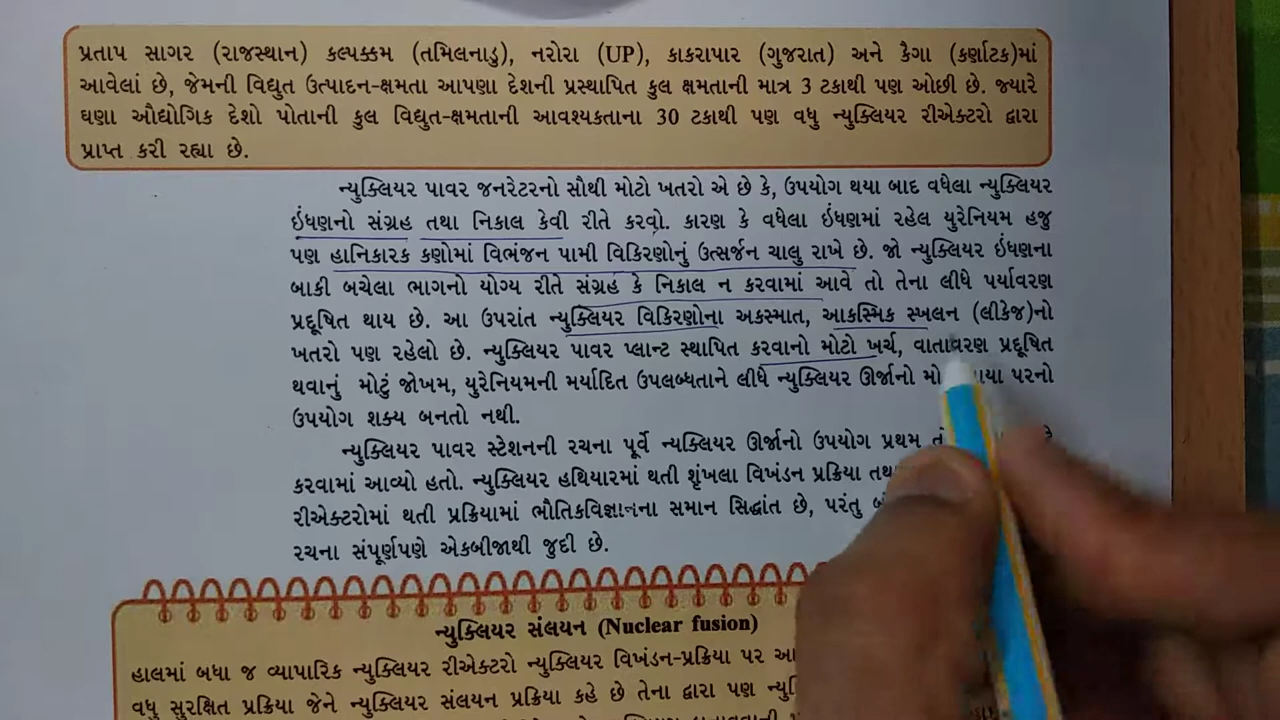 પ્રતાપ સાગર (રાજસ્થાન) કલ્પક્કમ (તમિલનાડુ), નરોરા (UP), કાકરાપાર (ગુજરાત) અને કૈગા (કર્ણાટક)માં
આવેલાં છે, જેમની વિદ્યુત ઉત્પાદન-ક્ષમતા આપણા દેશની પ્રસ્થાપિત કુલ ક્ષમતાની માત્ર 3 ટકાથી પણ ઓછી છે. જ્યારે
ઘણા ઔદ્યોગિક દેશો પોતાની કુલ વિદ્યુત-ક્ષમતાની આવશ્યકતાના 30 ટકાથી પણ વધુ ન્યુક્લિયર રીએક્ટરો દ્વારા
પ્રાપ્ત કરી રહ્યા છે.
ન્યુક્લિયર પાવર જનરેટરનો સૌથી મોટો ખતરો એ છે કે, ઉપયોગ થયા બાદ વધેલા ન્યુક્લિયર
ઇંધણનો સંગ્રહ તથા નિકાલ કેવી રીતે કરવો. કારણ કે વધેલા ઇંધણમાં રહેલ યુરેનિયમ હજુ
પણ હાનિકારક કણોમાં વિભંજન પામી વિકિરણોનું ઉત્સર્જન ચાલુ રાખે છે. જો ન્યુક્લિયર ઇંધણના
બાકી બચેલા ભાગનો યોગ્ય રીતે સંગ્રહ કે નિકાલ ન કરવામાં આવે તો તેના લીધે પર્યાવરણ
પ્રદૂષિત થાય છે. આ ઉપરાંત ન્યુક્લિયર વિકિરણોના અકસ્માત, આકસ્મિક સ્ખલન (લીકેજ)નો
ખતરો પણ રહેલો છે. ન્યુક્લિયર પાવર પ્લાન્ટ સ્થાપિત કરવાનો મોટો ખર્ચ, વાતાવરણ પ્રદૂષિત
થવાનું મોટું જોખમ, યુરેનિયમની મર્યાદિત ઉપલબ્ધતાને લીધે ન્યુક્લિયર ઊર્જાનો પરનો
ઉપયોગ શક્ય બનતો નથી.
ન્યુક્લિયર પાવર સ્ટેશનની રચના પૂર્વે ન્યક્લિયર ઊર્જાનો ઉપયોગ પ્રથમ
કરવામાં આવ્યો હતો. ન્યુક્લિયર હથિયારમાં થતી શૃંખલા વિખંડન પ્રક્રિયા
રીએક્ટરોમાં થતી પ્રક્રિયામાં ભૌતિકવિજ્ઞાનના સમાન સિદ્ધાંત છે, પરંતુ
રચના સંપૂર્ણપણે એકબીજાથી જુદી છે.
ન્યુક્લિયર સંલયન (Nuclear fusion)
હાલમાં બધા જ વ્યાપારિક ન્યુક્લિયર રીએક્ટરો ન્યુક્લિયર વિખંડન-પ્રક્રિયા પર
વધુ સુરક્ષિત પ્રક્રિયા જેને ન્યુક્લિયર સંલયન પ્રક્રિયા કહે છે તેના દ્વારા પણ